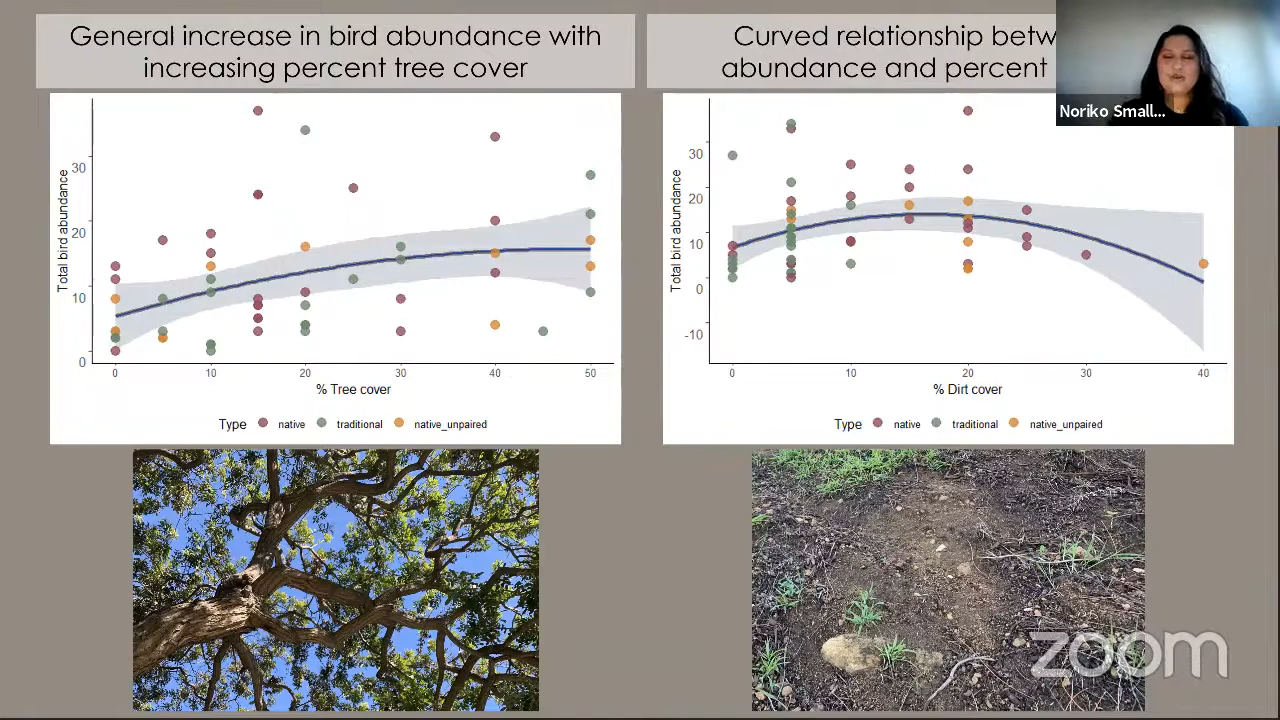 General increase in bird abundance with
increasing percent tree cover
Curved relationship betw
abundance and percent
Noriko Small...
Total bird abundance
30
20
10
0
0 10 20 30 40 50
% Tree cover
Type native traditional native_unpaired
Total bird abundance
30
20
10
0
-10
0 10 20 30 40
% Dirt cover
Type native traditional native_unpaired
zoom